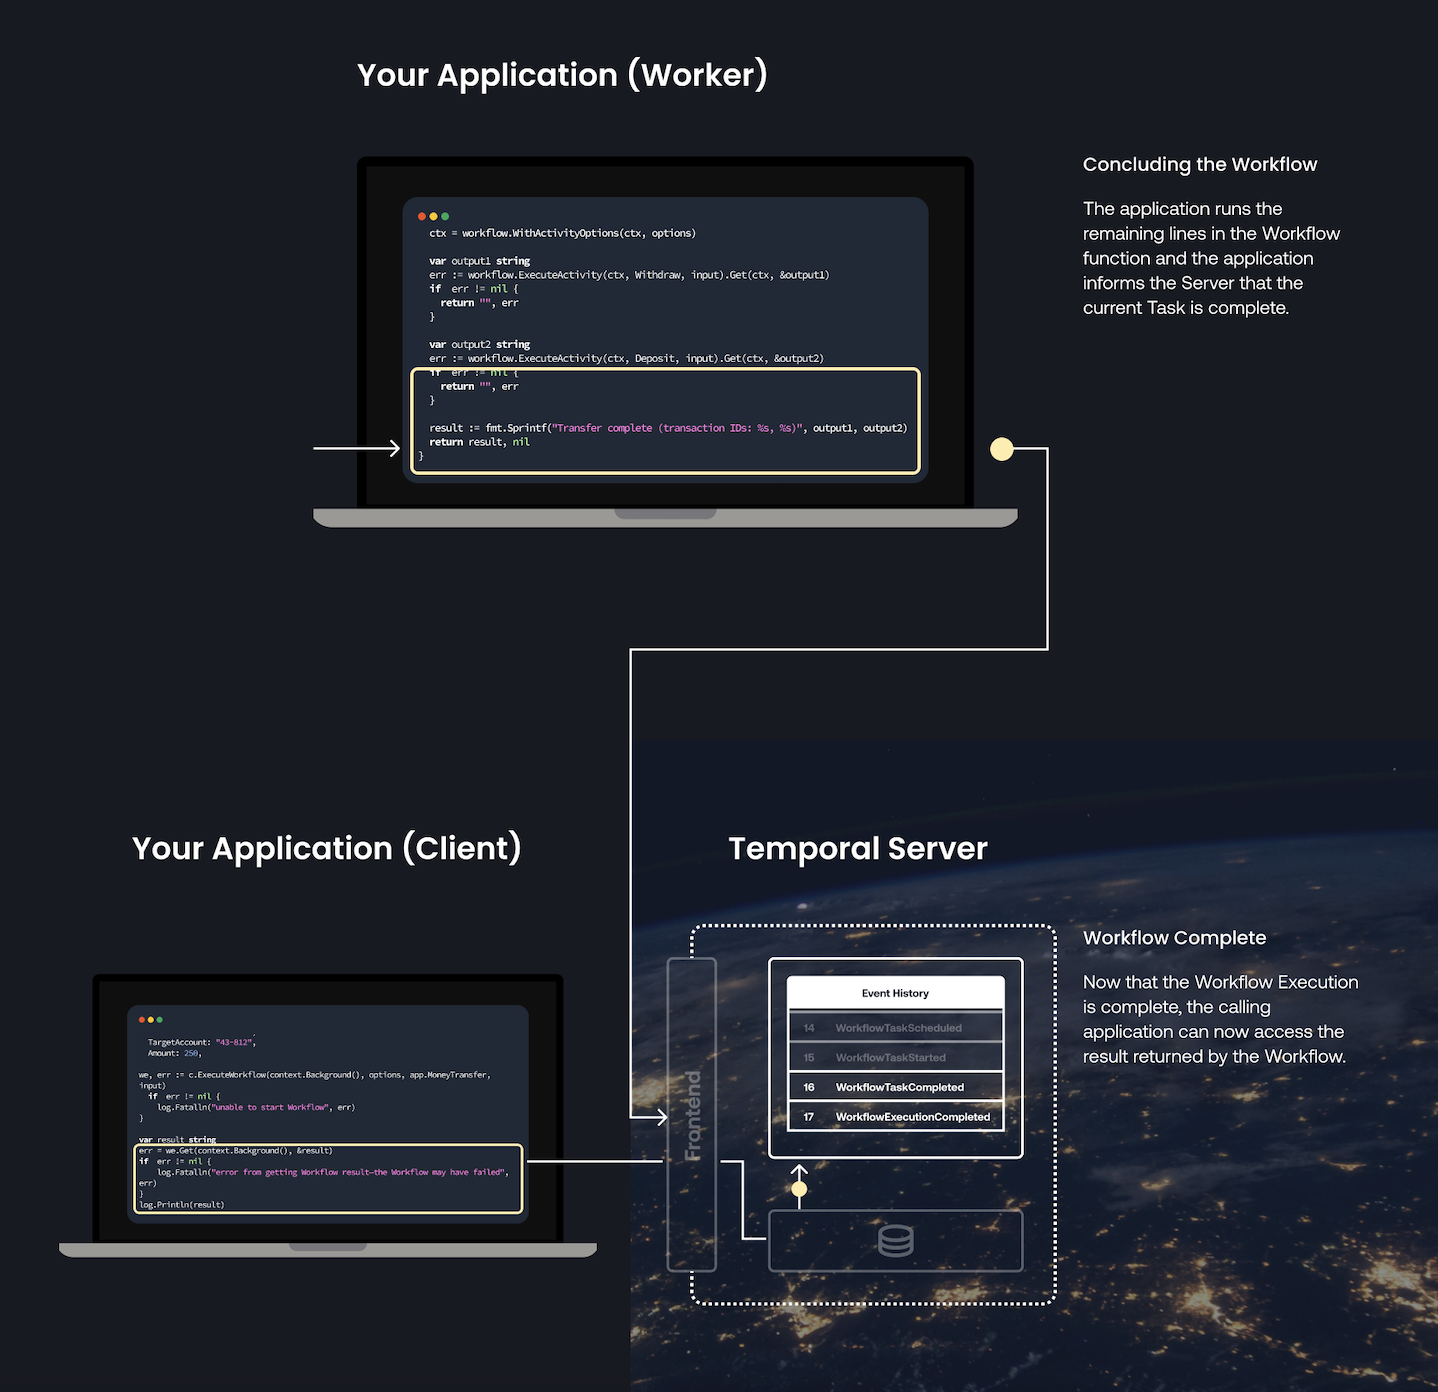 Your Application (Worker)
ctx = workflow.WithActivityOptions(ctx, options)
var output1 string
err := workflow.ExecuteActivity(ctx, Withdraw, input).Get(ctx, &output1)
if err != nil {
return "", err
}
var output2 string
err := workflow.ExecuteActivity(ctx, Deposit, input).Get(ctx, &output2)
if err != nil {
return "", err
}
result := fmt.Sprintf("Transfer complete (transaction IDs: %s, %s)", output1, output2)
return result, nil
}
Concluding the Workflow
The application runs the
remaining lines in the Workflow
function and the application
informs the Server that the
current Task is complete.
Your Application (Client)
TargetAccount: "43-812",
Amount: 250,
we, err := c.ExecuteWorkflow(context.Background(), options, app.MoneyTransfer,
input)
if err != nil {
log.Fatalln("unable to start Workflow", err)
}
var result string
err = we.Get(context.Background(), &result)
if err != nil {
log.Fatalln("error from getting Workflow result—the Workflow may have failed",
err)
}
log.Println(result)
Temporal Server
Frontend
Event History
14 WorkflowTaskScheduled
15 WorkflowTaskStarted
16 WorkflowTaskCompleted
17 WorkflowExecutionCompleted
Workflow Complete
Now that the Workflow Execution
is complete, the calling
application can now access the
result returned by the Workflow.